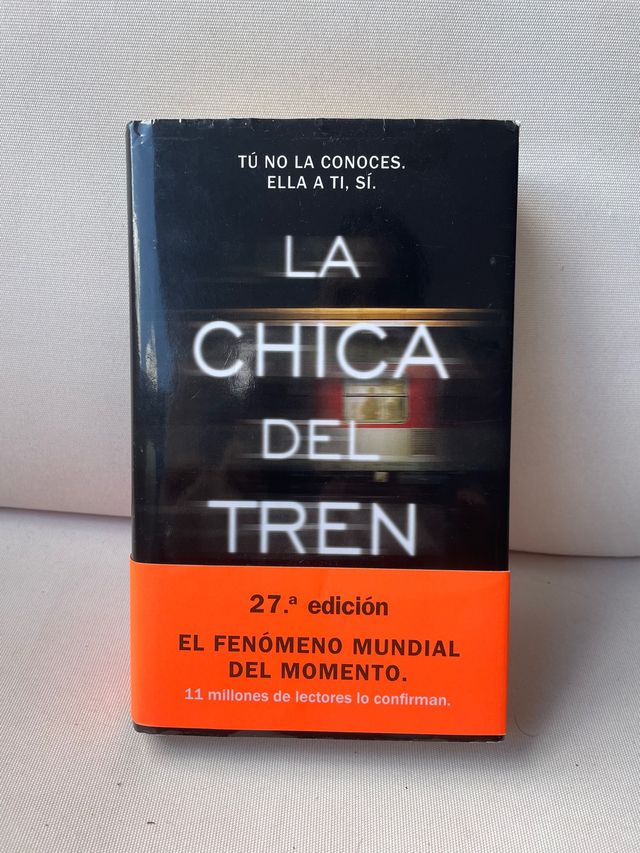 TÚ NO LA CONOCES.
ELLA A TI, SÍ.
LA
CHICA
DEL
TREN
27.ª edición
EL FENÓMENO MUNDIAL
DEL MOMENTO.
11 millones de lectores lo confirman.